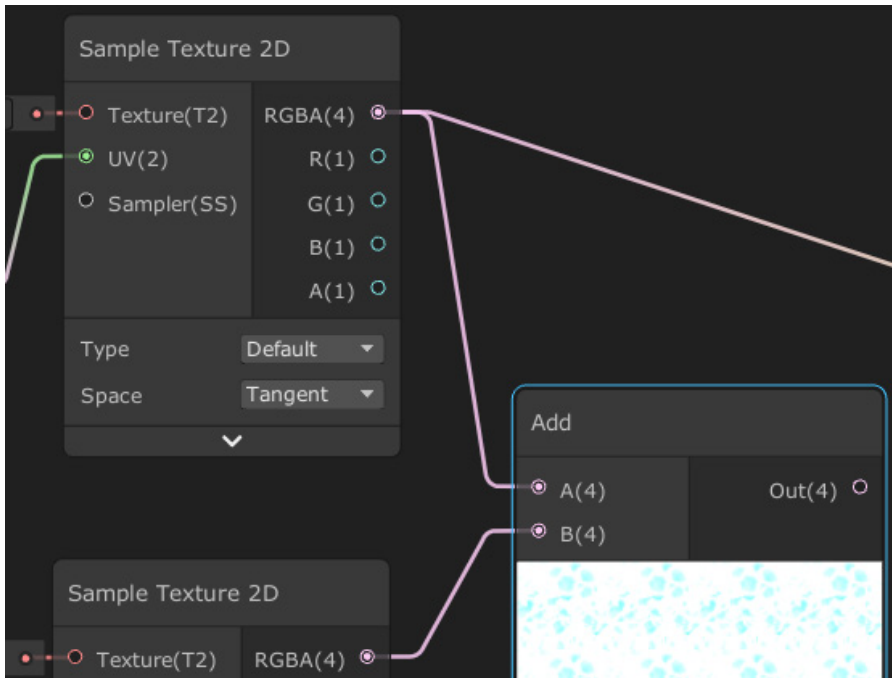 Sample Texture 2D
Texture(T2) RGBA(4)
UV(2) R(1)
Sampler(SS) G(1)
B(1)
A(1)
Type Default
Space Tangent
Add
A(4) Out(4)
B(4)
Sample Texture 2D
Texture(T2) RGBA(4)